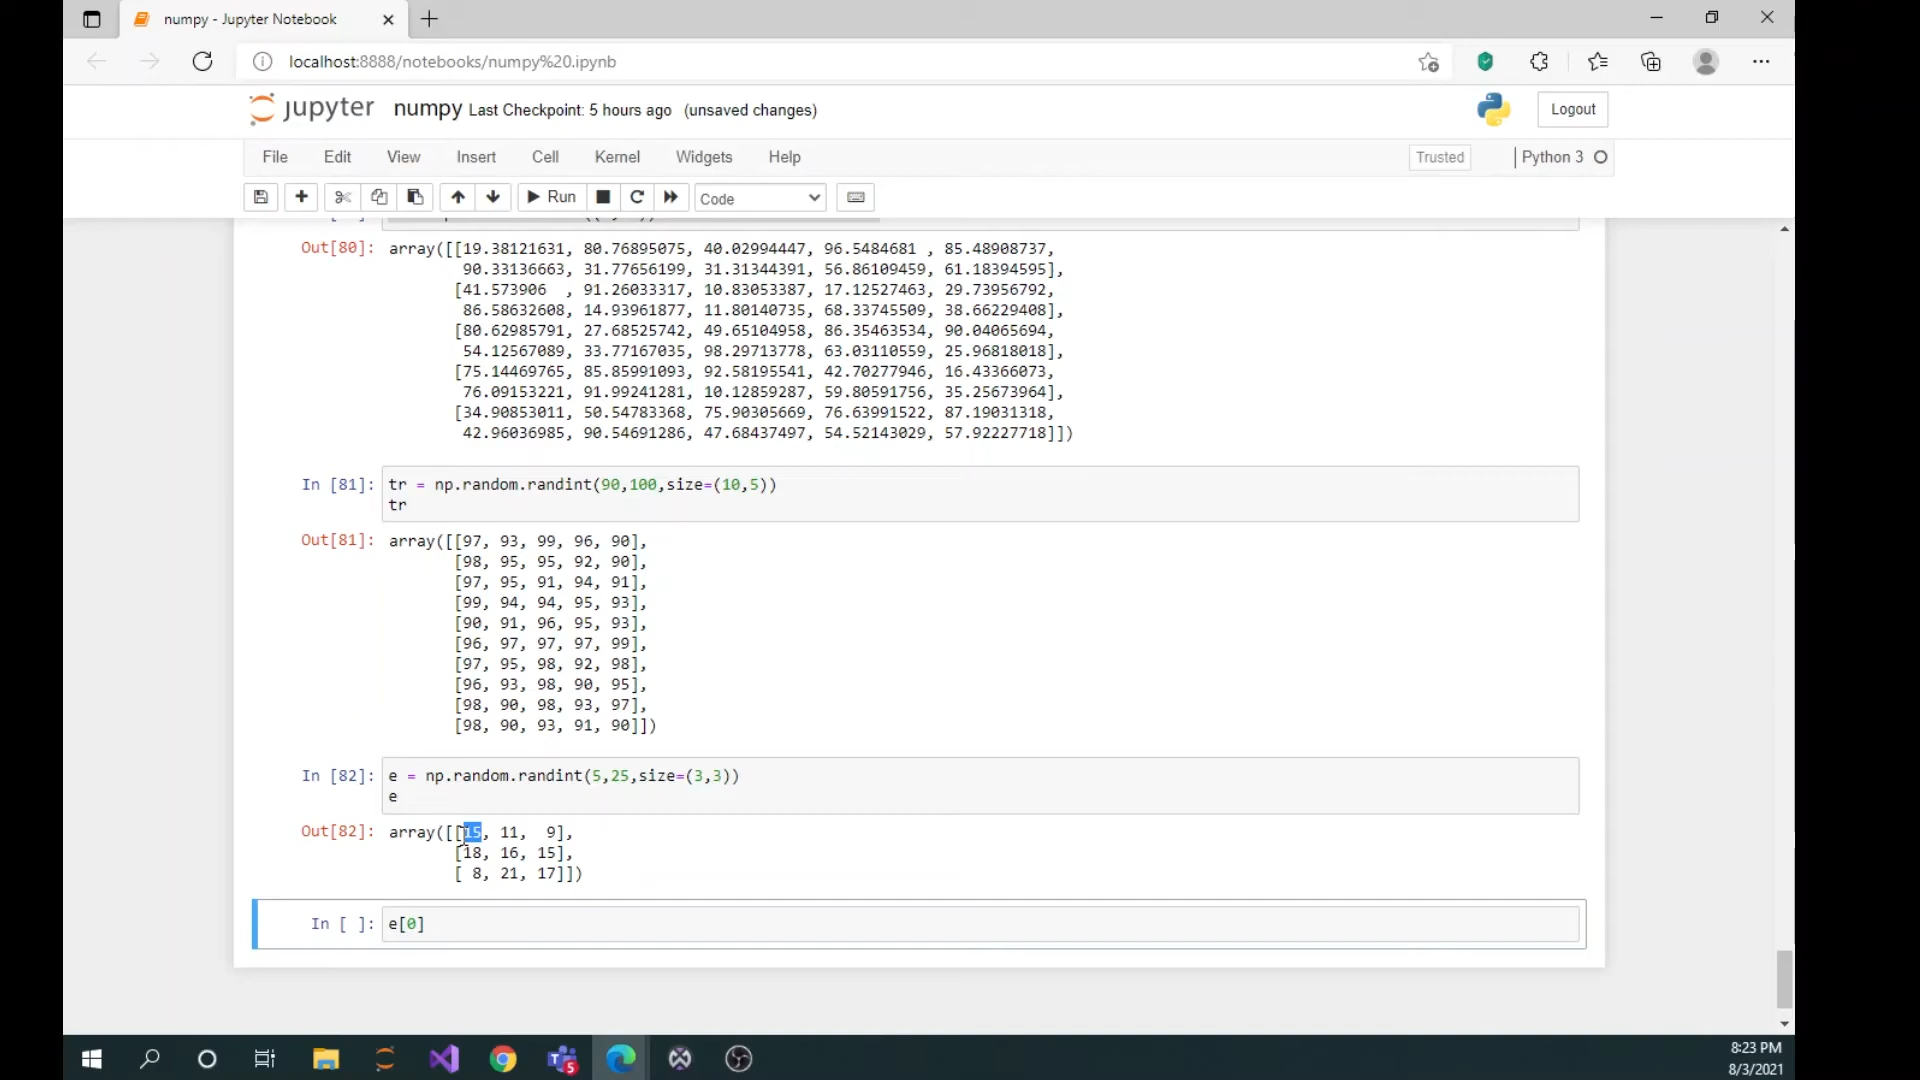 numpy - Jupyter Notebook
localhost:8888/notebooks/numpy%20.ipynb
jupyter numpy Last Checkpoint: 5 hours ago (unsaved changes)
Logout
File Edit View Insert Cell Kernel Widgets Help
Trusted
Python 3
Run
Code
Out[80]: array([[19.38121631, 80.76895075, 40.02994447, 96.5484681 , 85.48908737,
90.33136663, 31.77656199, 31.31344391, 56.86109459, 61.18394595],
[41.573906  , 91.26033317, 10.83053387, 17.12527463, 29.73956792,
86.58632608, 14.93961877, 11.80140735, 68.33745509, 38.66229408],
[80.62985791, 27.68525742, 49.65104958, 86.35463534, 90.04065694,
54.12567089, 33.77167035, 98.29713778, 63.03110559, 25.96818018],
[75.14469765, 85.85991093, 92.58195541, 42.70277946, 16.43366073,
76.09153221, 91.99241281, 10.12859287, 59.80591756, 35.25673964],
[34.90853011, 50.54783368, 75.90305669, 76.63991522, 87.19031318,
42.96036985, 90.54691286, 47.68437497, 54.52143029, 57.92227718]])
In [81]: tr = np.random.randint(90,100,size=(10,5))
tr
Out[81]: array([[97, 93, 99, 96, 90],
[98, 95, 95, 92, 90],
[97, 95, 91, 94, 91],
[99, 94, 94, 95, 93],
[90, 91, 96, 95, 93],
[96, 97, 97, 97, 99],
[97, 95, 98, 92, 98],
[96, 93, 98, 90, 95],
[98, 90, 98, 93, 97],
[98, 90, 93, 91, 90]])
In [82]: e = np.random.randint(5,25,size=(3,3))
e
Out[82]: array([[15, 11,  9],
[18, 16, 15],
[ 8, 21, 17]])
In [ ]: e[0]
5
8:23 PM
8/3/2021